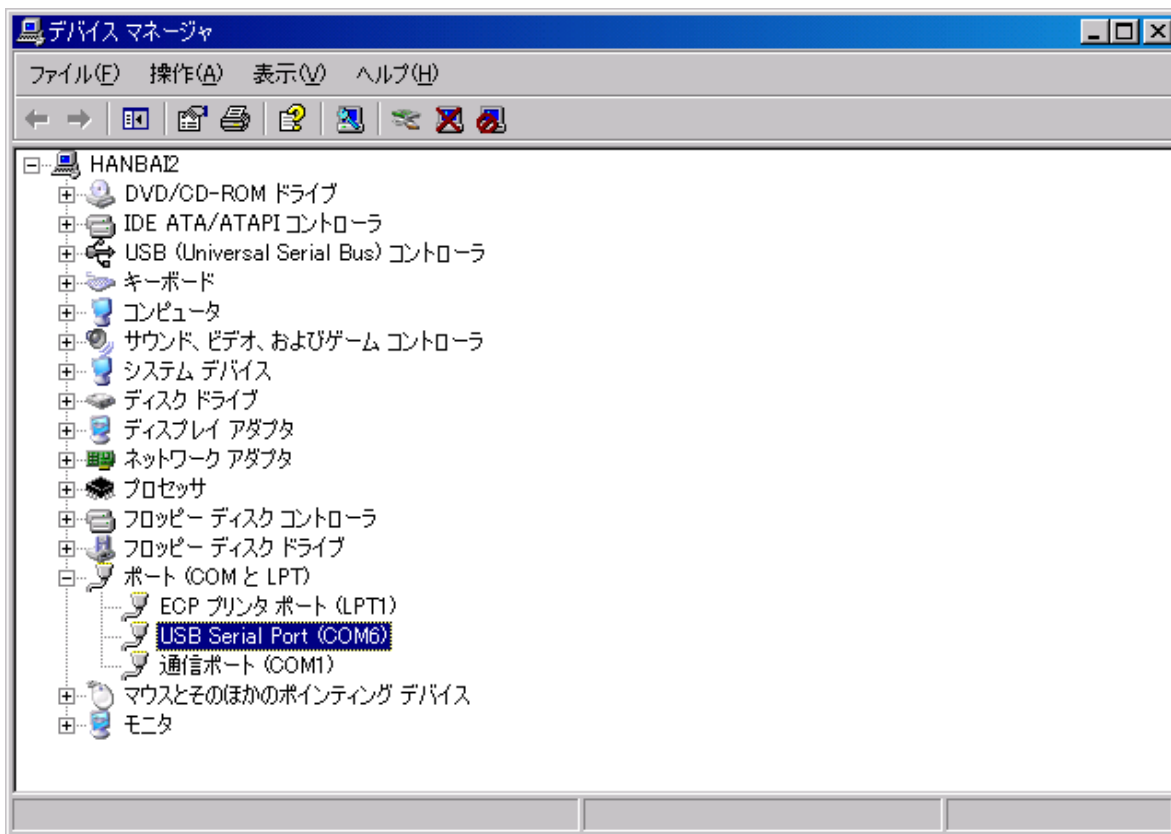 デバイス マネージャ
ファイル(F) 操作(A) 表示(V) ヘルプ(H)
HANBAI2
DVD/CD-ROM ドライブ
IDE ATA/ATAPI コントローラ
USB (Universal Serial Bus) コントローラ
キーボード
コンピュータ
サウンド、ビデオ、およびゲーム コントローラ
システム デバイス
ディスク ドライブ
ディスプレイ アダプタ
ネットワーク アダプタ
プロセッサ
フロッピー ディスク コントローラ
フロッピー ディスク ドライブ
ポート (COM と LPT)
ECP プリンタ ポート (LPT1)
USB Serial Port (COM6)
通信ポート (COM1)
マウスとそのほかのポインティング デバイス
モニタ